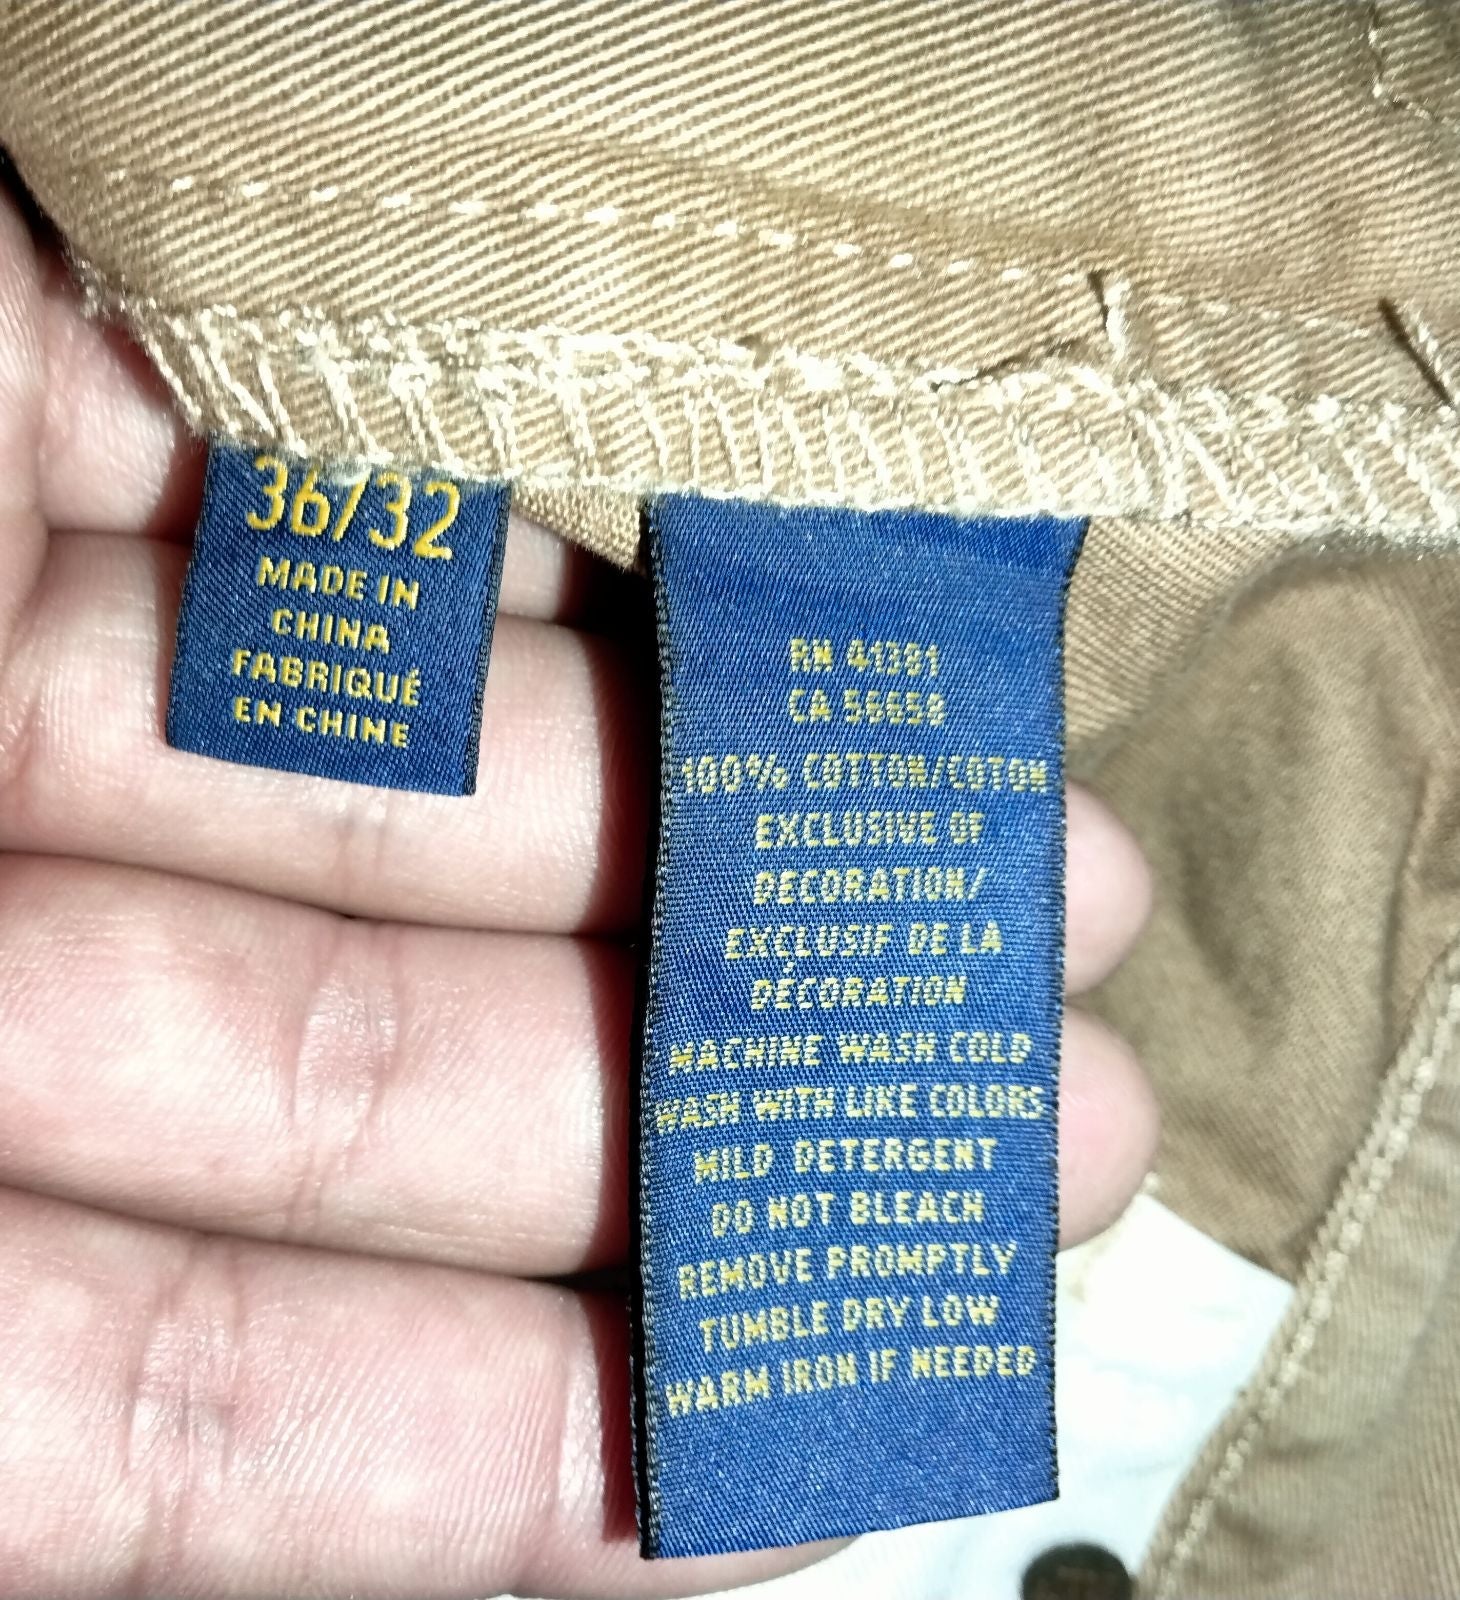 36/32
MADE IN
CHINA
FABRIQUÉ
EN CHINE
RN 41381
CA 56658
100% COTTON/COTON
EXCLUSIVE OF
DECORATION/
EXCLUSIF DE LA
DÉCORATION
MACHINE WASH COLD
WASH WITH LIKE COLORS
MILD DETERGENT
DO NOT BLEACH
REMOVE PROMPTLY
TUMBLE DRY LOW
WARM IRON IF NEEDED